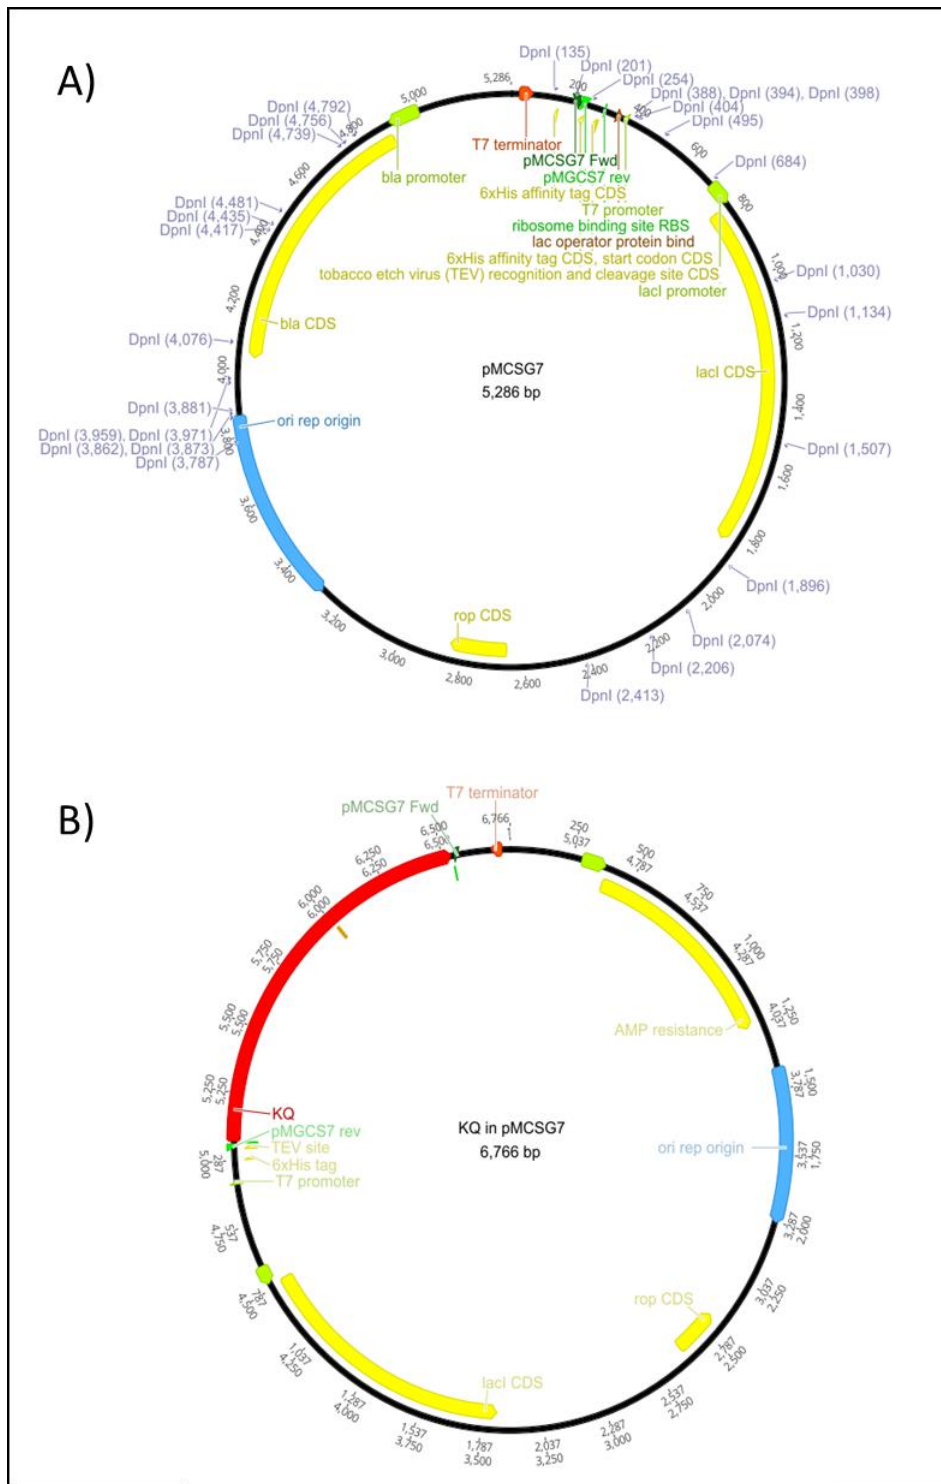 A)
DpnI (135)
DpnI (201)
DpnI (254)
DpnI (388), DpnI (394), DpnI (398)
DpnI (404)
DpnI (495)
DpnI (684)
DpnI (4,792)
DpnI (4,756)
DpnI (4,739)
5,286
200
400
600
800
5,000
4,800
4,600
T7 terminator
bla promoter
pMCSG7 Fwd
pMGCS7 rev
6xHis affinity tag CDS
T7 promoter
ribosome binding site RBS
lac operator protein bind
6xHis affinity tag CDS, start codon CDS
tobacco etch virus (TEV) recognition and cleavage site CDS
lacI promoter
DpnI (4,481)
DpnI (4,435)
DpnI (4,417)
4,400
4,200
1,000
DpnI (1,030)
DpnI (1,134)
1,200
bla CDS
DpnI (4,076)
4,000
pMCSG7
5,286 bp
lacI CDS
1,400
DpnI (3,881)
DpnI (3,959), DpnI (3,971)
DpnI (3,862), DpnI (3,873)
DpnI (3,787)
3,800
ori rep origin
DpnI (1,507)
1,600
3,600
1,800
3,400
DpnI (1,896)
2,000
3,200
rop CDS
DpnI (2,074)
2,200
DpnI (2,206)
3,000
2,800
2,600
2,400
DpnI (2,413)
B)
T7 terminator
pMCSG7 Fwd
6,766
1
6,500
6,500
250
5,037
500
4,787
6,250
6,250
750
4,537
6,000
6,000
1,000
4,287
5,750
5,750
AMP resistance
1,250
4,037
5,500
5,500
1,500
3,787
5,250
5,250
KQ
pMGCS7 rev
TEV site
6xHis tag
T7 promoter
KQ in pMCSG7
6,766 bp
ori rep origin
3,537
1,750
287
5,000
537
4,750
3,287
2,000
787
4,500
3,037
2,250
rop CDS
1,037
4,250
2,787
2,500
lacI CDS
1,287
4,000
2,537
2,750
1,537
3,750
2,287
3,000
1,787
3,500
2,037
3,250